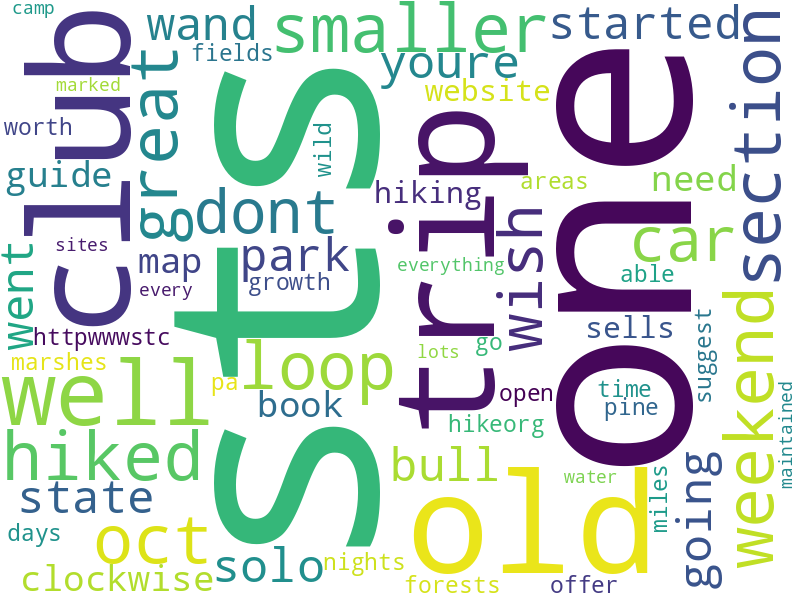 camp
wand
smaller
started
club
great
fields
youre
marked
website
one
section
worth
wild
trip
guide
hiking
areas
need
dont
wish
car
sites
park
went
map
everything
able
every
growth
sts
httpwwwstc
sells
weekend
suggest
marshes
pa
loop
lots
go
well
book
open
time
pine
maintained
hikeorg
hiked
bull
old
water
miles
going
state
days
oct
solo
nights
clockwise
forests
offer